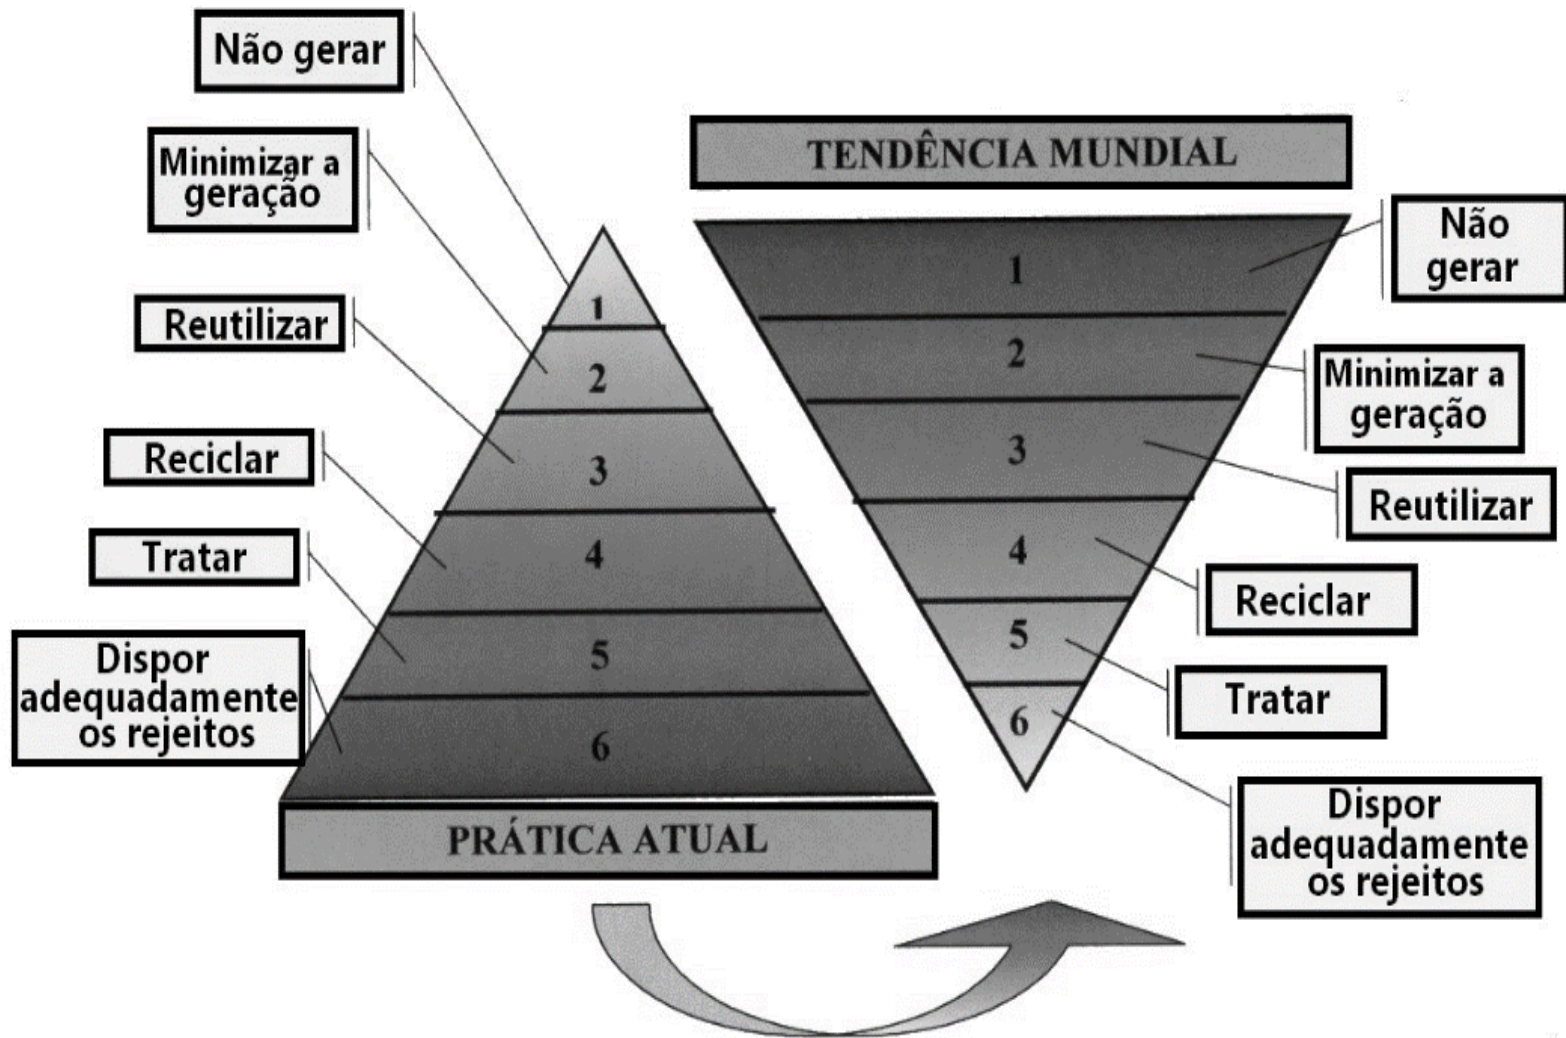 Não gerar
Minimizar a
geração
Reutilizar
Reciclar
Tratar
Dispor
adequadamente
os rejeitos
1
2
3
4
5
6
PRÁTICA ATUAL
TENDÊNCIA MUNDIAL
1
2
3
4
5
6
Não
gerar
Minimizar a
geração
Reutilizar
Reciclar
Tratar
Dispor
adequadamente
os rejeitos